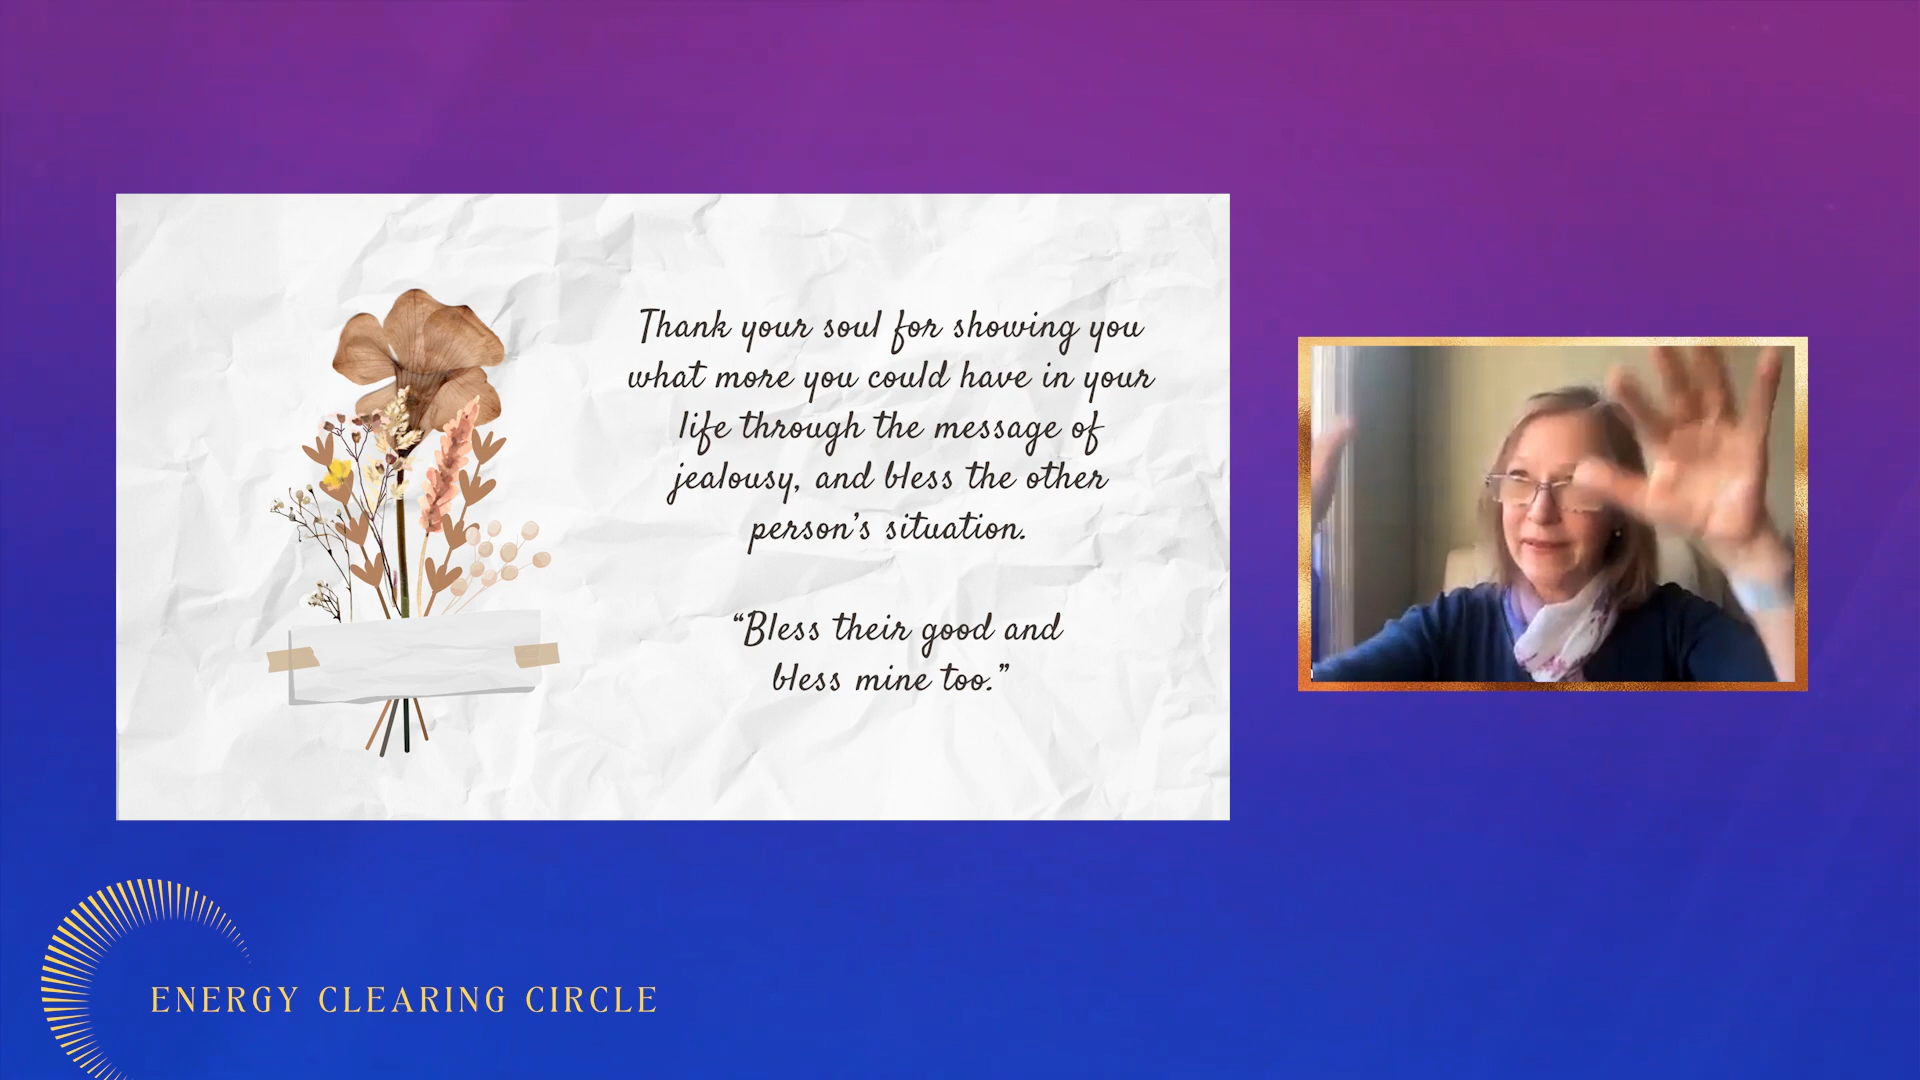 Thank your soul for showing you
what more you could have in your
life through the message of
jealousy, and bless the other
person’s situation.
“Bless their good and
bless mine too.”
ENERGY CLEARING CIRCLE